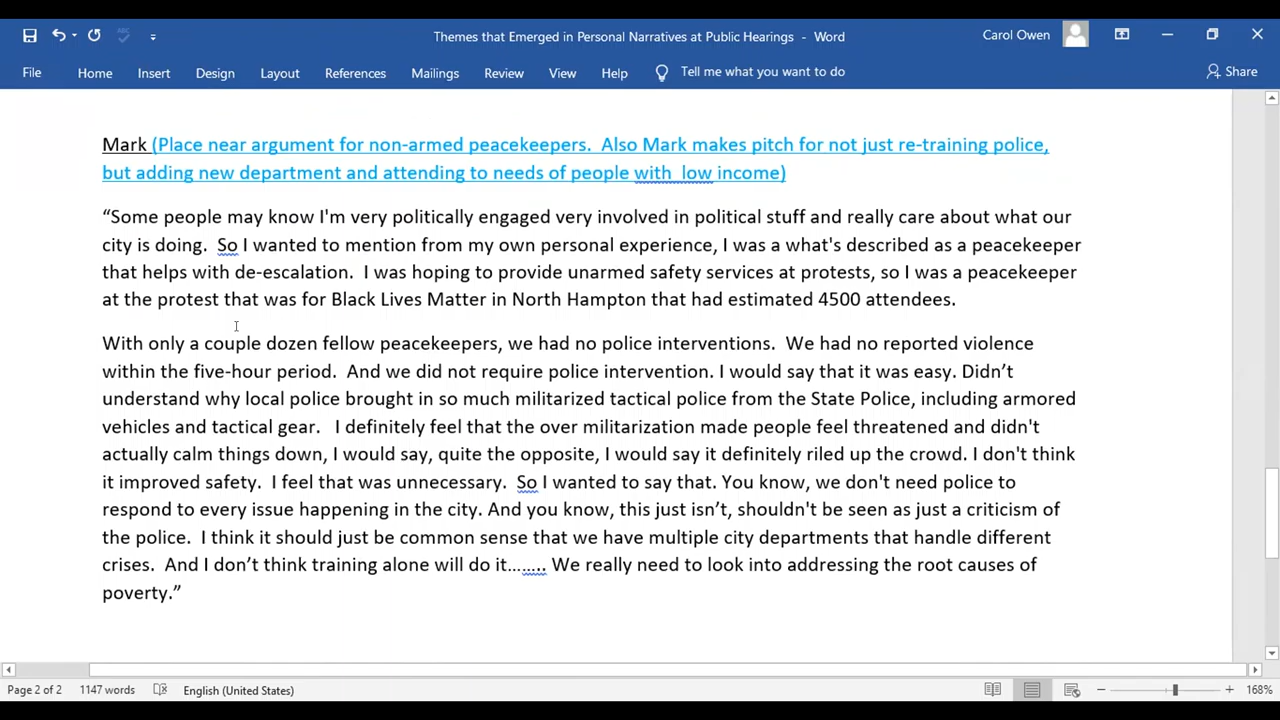 Themes that Emerged in Personal Narratives at Public Hearings - Word
Carol Owen
File Home Insert Design Layout References Mailings Review View Help Tell me what you want to do Share
Mark (Place near argument for non-armed peacekeepers.  Also Mark makes pitch for not just re-training police,
but adding new department and attending to needs of people with  low income)
“Some people may know I'm very politically engaged very involved in political stuff and really care about what our
city is doing.  So I wanted to mention from my own personal experience, I was a what's described as a peacekeeper
that helps with de-escalation.  I was hoping to provide unarmed safety services at protests, so I was a peacekeeper
at the protest that was for Black Lives Matter in North Hampton that had estimated 4500 attendees.
With only a couple dozen fellow peacekeepers, we had no police interventions.  We had no reported violence
within the five-hour period.  And we did not require police intervention. I would say that it was easy. Didn’t
understand why local police brought in so much militarized tactical police from the State Police, including armored
vehicles and tactical gear.   I definitely feel that the over militarization made people feel threatened and didn't
actually calm things down, I would say, quite the opposite, I would say it definitely riled up the crowd. I don't think
it improved safety.  I feel that was unnecessary.  So I wanted to say that. You know, we don't need police to
respond to every issue happening in the city. And you know, this just isn’t, shouldn't be seen as just a criticism of
the police.  I think it should just be common sense that we have multiple city departments that handle different
crises.  And I don’t think training alone will do it…….. We really need to look into addressing the root causes of
poverty.”
Page 2 of 2 1147 words English (United States) 168%